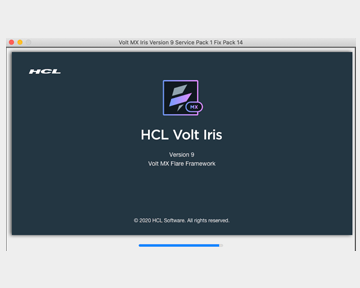 Volt MX Iris Version 9 Service Pack 1 Fix Pack 14
HCL
MX
HCL Volt Iris
Version 9
Volt MX Flare Framework
© 2020 HCL Software. All rights reserved.